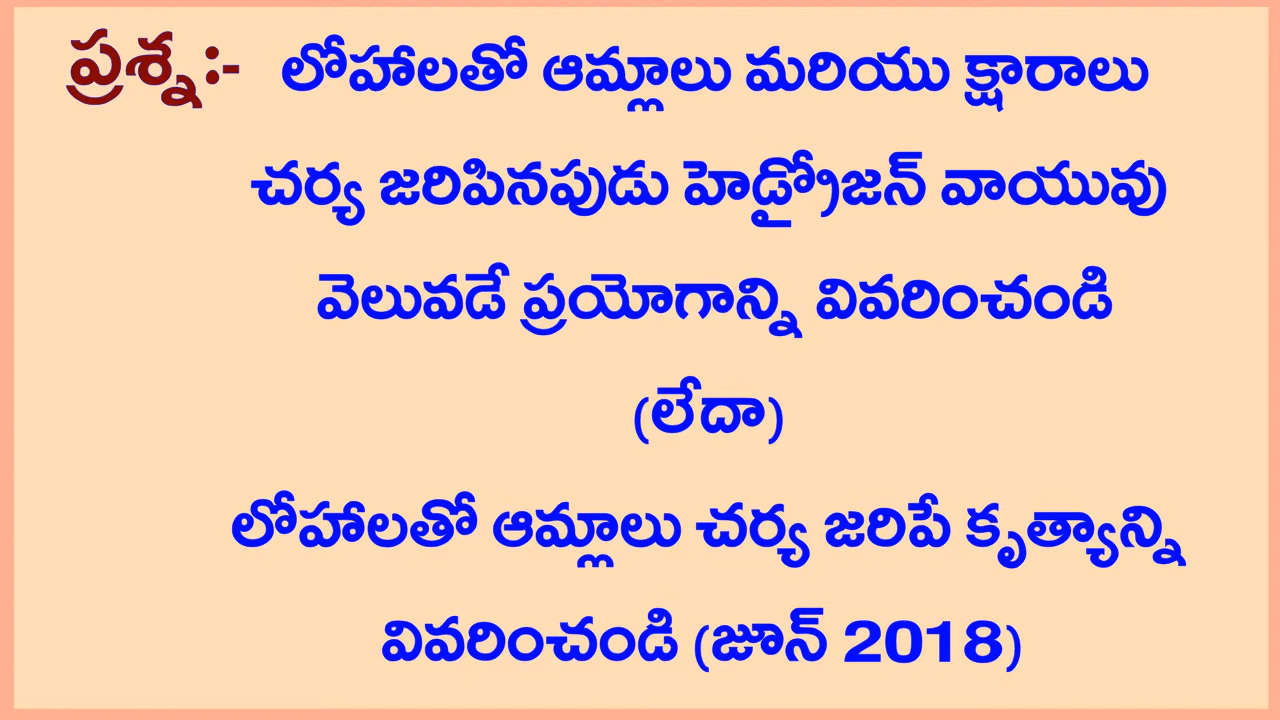 ప్రశ్న:- లోహాలతో ఆమ్లాలు మరియు క్షారాలు
చర్య జరిపినపుడు హెడ్రోజన్ వాయువు
వెలువడే ప్రయోగాన్ని వివరించండి
(లేదా)
లోహాలతో ఆమ్లాలు చర్య జరిపే కృత్యాన్ని
వివరించండి (జూన్ 2018)